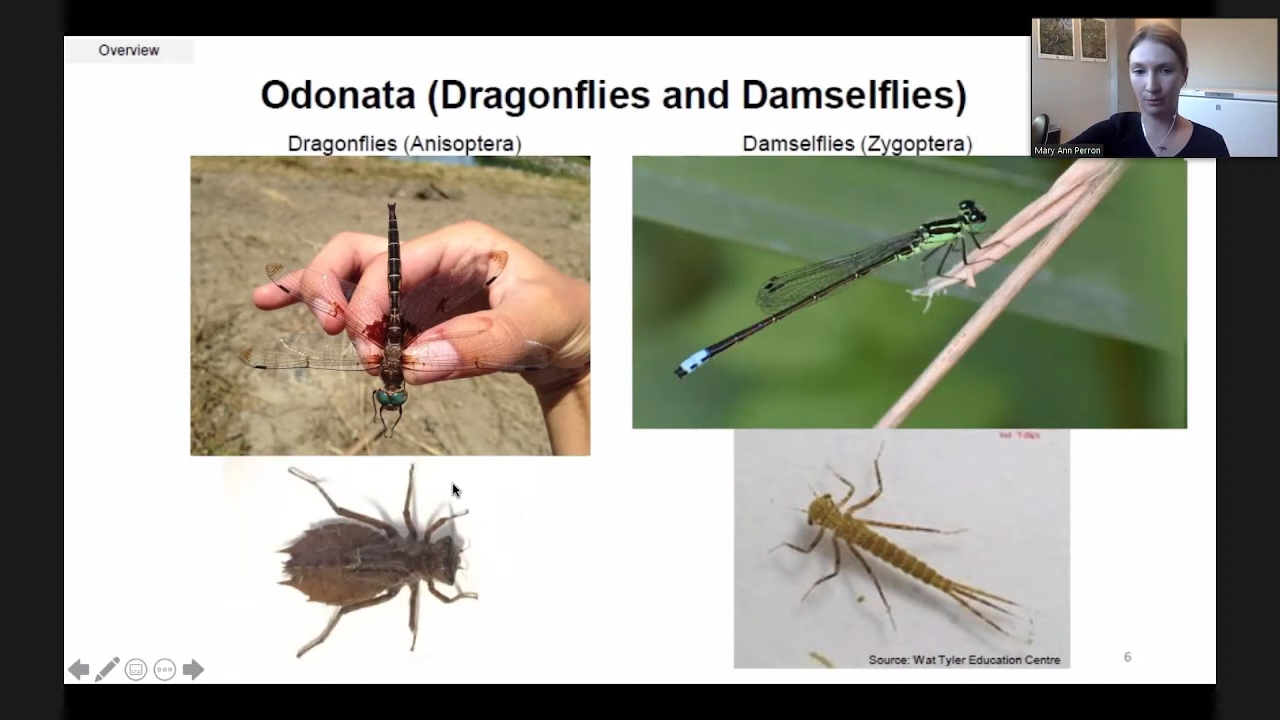 Overview
Odonata (Dragonflies and Damselflies)
Dragonflies (Anisoptera)
Damselflies (Zygoptera)
Mary Ann Perron
Source: Wat Tyler Education Centre
6